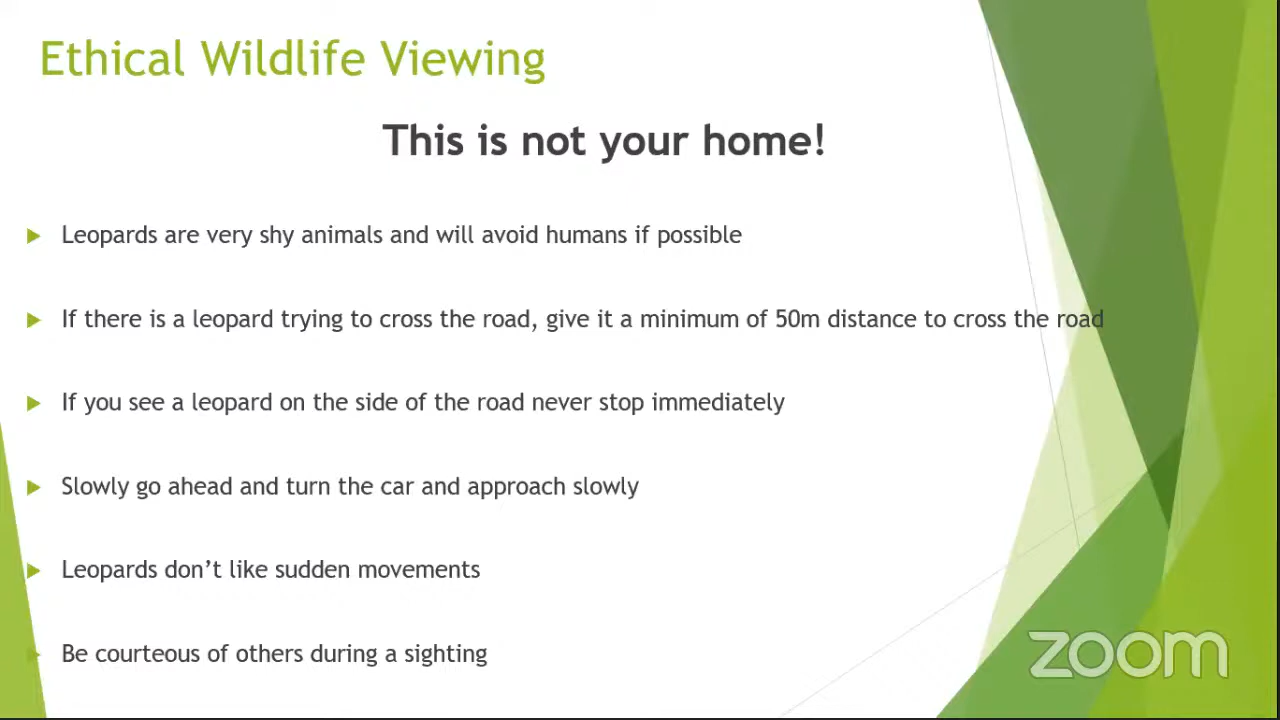 Ethical Wildlife Viewing
This is not your home!
Leopards are very shy animals and will avoid humans if possible
If there is a leopard trying to cross the road, give it a minimum of 50m distance to cross the road
If you see a leopard on the side of the road never stop immediately
Slowly go ahead and turn the car and approach slowly
Leopards don’t like sudden movements
Be courteous of others during a sighting
zoom